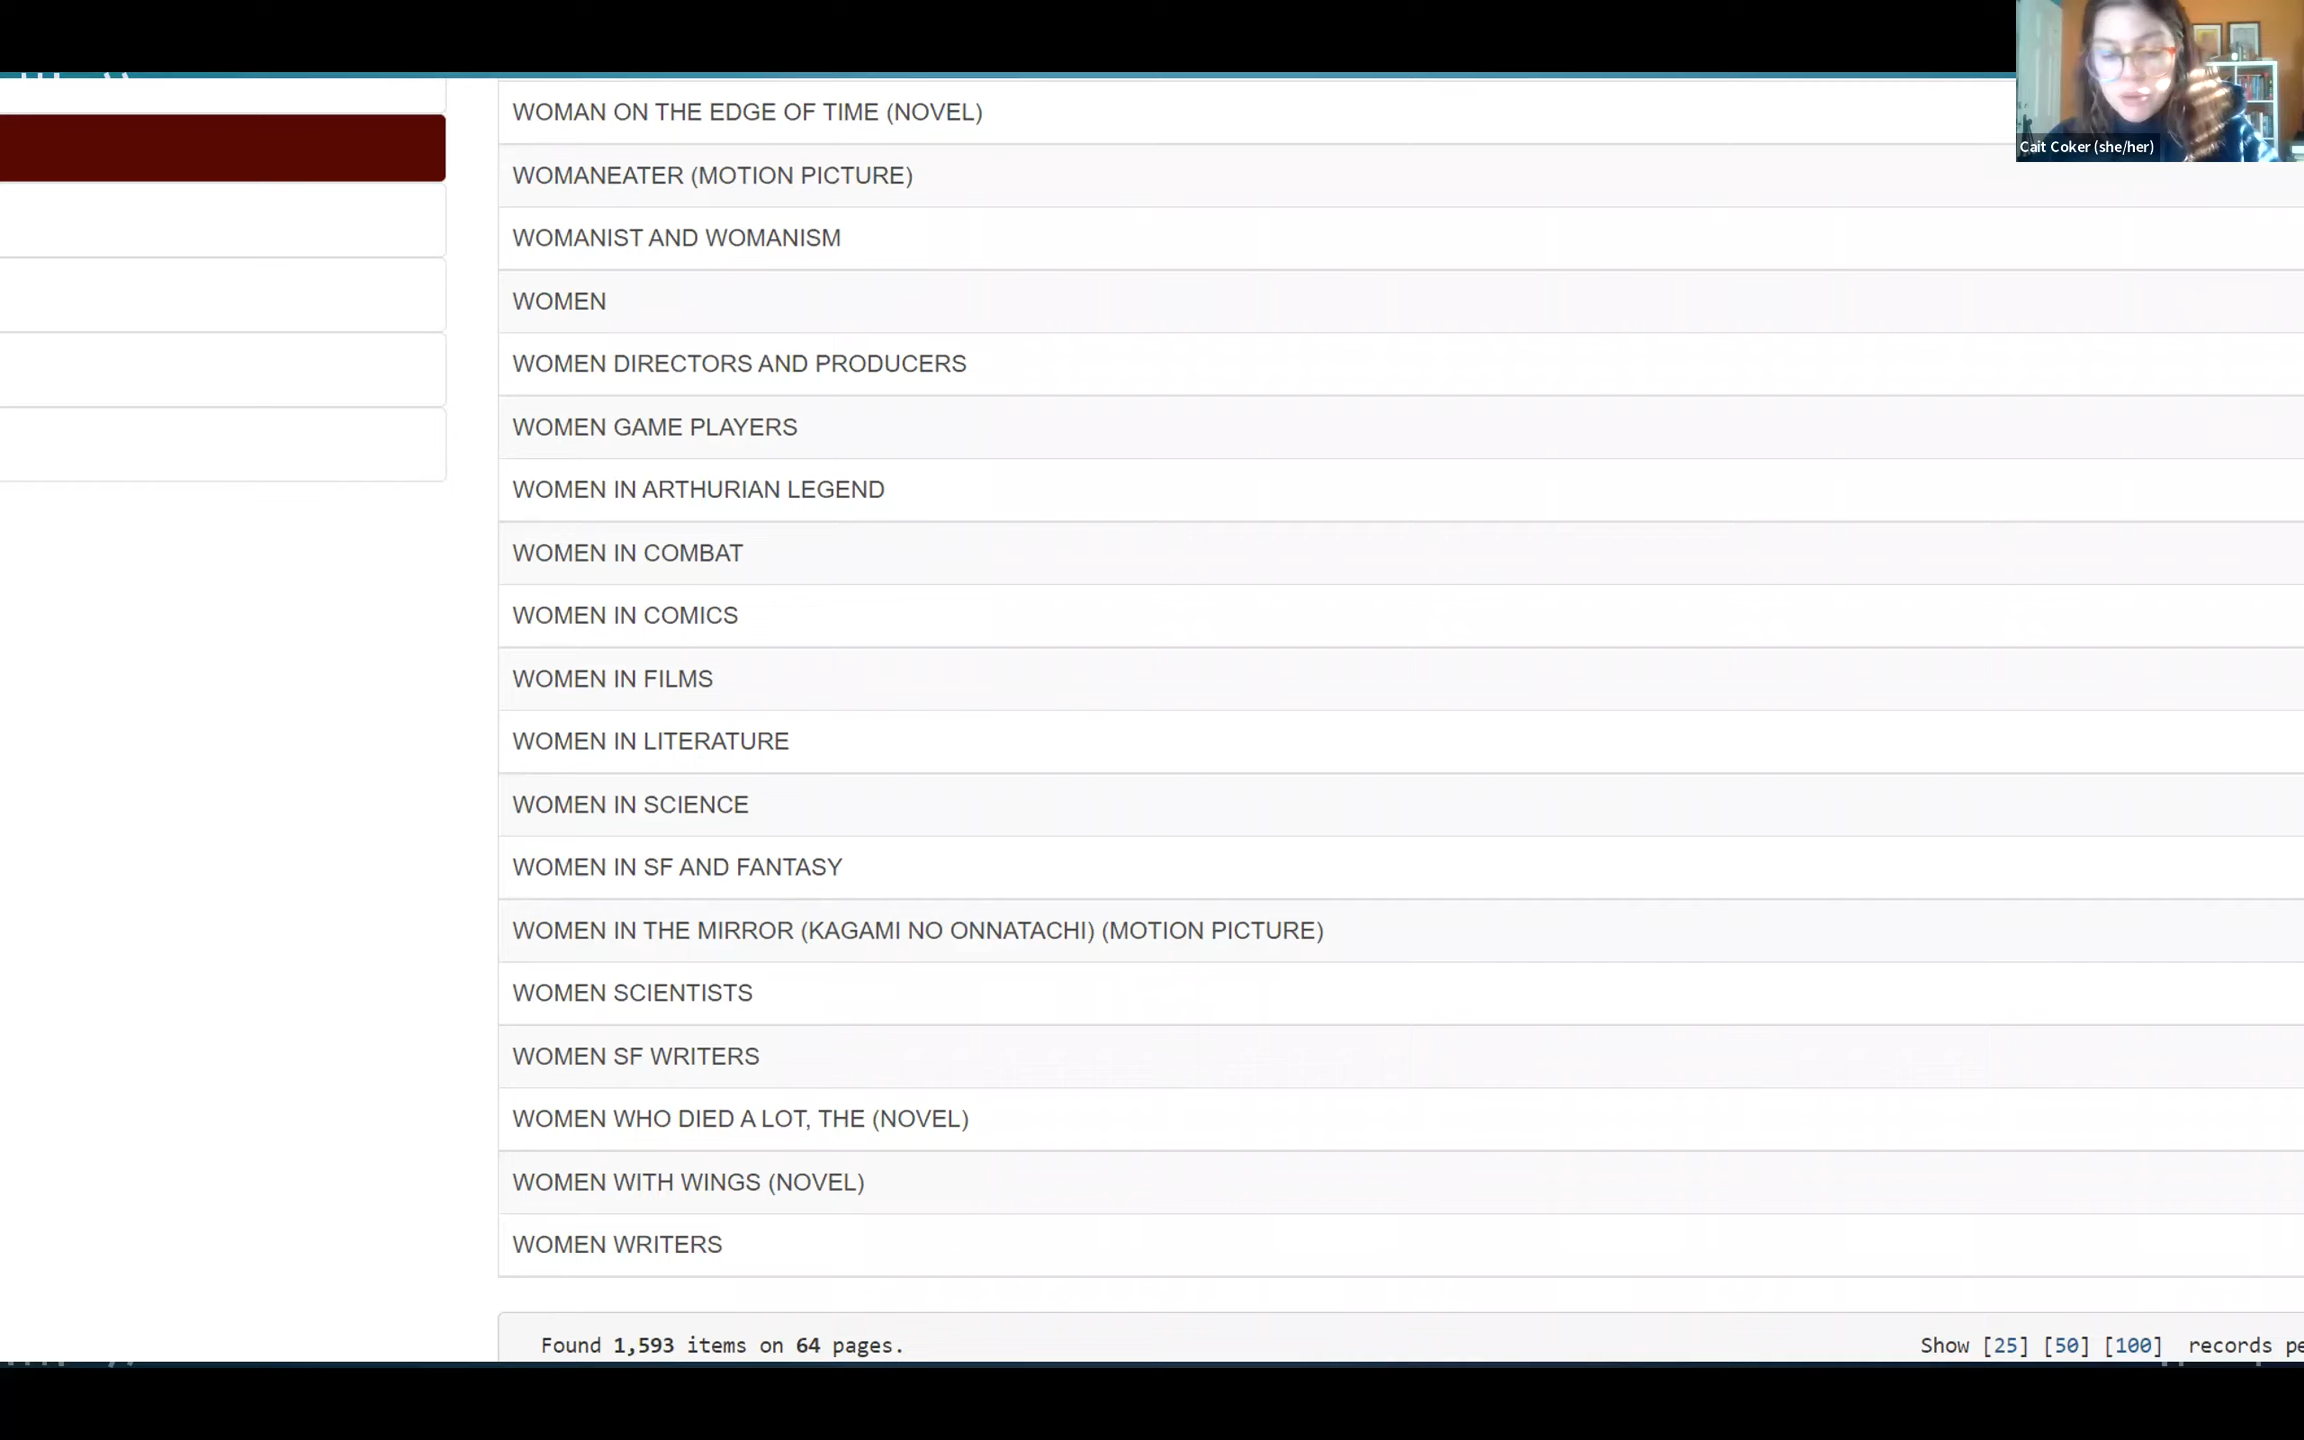 Cait Coker (she/her)
WOMAN ON THE EDGE OF TIME (NOVEL)
WOMANEATER (MOTION PICTURE)
WOMANIST AND WOMANISM
WOMEN
WOMEN DIRECTORS AND PRODUCERS
WOMEN GAME PLAYERS
WOMEN IN ARTHURIAN LEGEND
WOMEN IN COMBAT
WOMEN IN COMICS
WOMEN IN FILMS
WOMEN IN LITERATURE
WOMEN IN SCIENCE
WOMEN IN SF AND FANTASY
WOMEN IN THE MIRROR (KAGAMI NO ONNATACHI) (MOTION PICTURE)
WOMEN SCIENTISTS
WOMEN SF WRITERS
WOMEN WHO DIED A LOT, THE (NOVEL)
WOMEN WITH WINGS (NOVEL)
WOMEN WRITERS
Found 1,593 items on 64 pages. Show [25] [50] [100] records